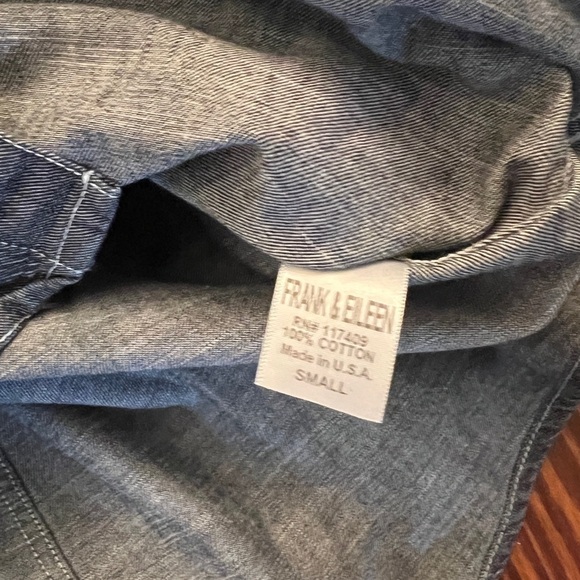 FRANK & EILEEN
RN# 117409
100% COTTON
Made in U.S.A.
SMALL